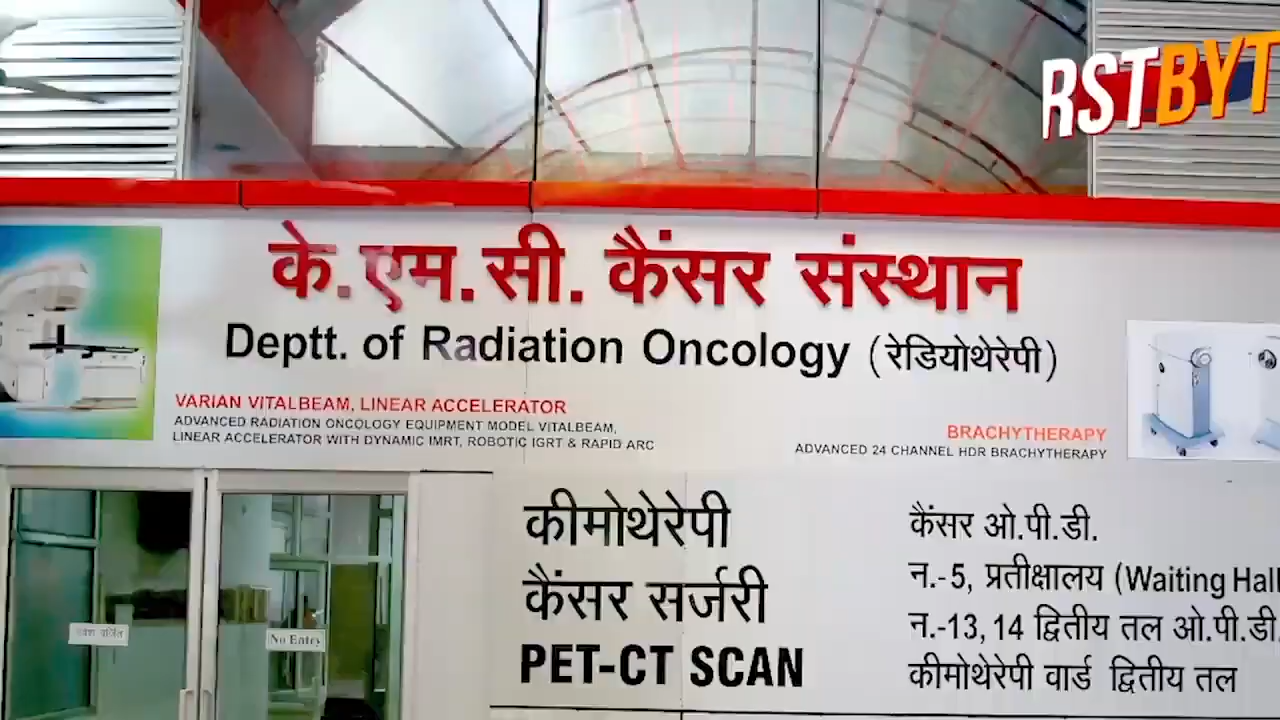 RSTBYT
के.एम.सी. कैंसर संस्थान
Deptt. of Radiation Oncology (रेडियोथेरेपी)
VARIAN VITALBEAM, LINEAR ACCELERATOR
ADVANCED RADIATION ONCOLOGY EQUIPMENT MODEL VITALBEAM,
LINEAR ACCELERATOR WITH DYNAMIC IMRT, ROBOTIC IGRT & RAPID ARC
BRACHYTHERAPY
ADVANCED 24 CHANNEL HDR BRACHYTHERAPY
कीमोथेरेपी
कैंसर सर्जरी
PET-CT SCAN
कैंसर ओ.पी.डी.
न.-5, प्रतीक्षालय (Waiting Hall
न.-13, 14 द्वितीय तल ओ.पी.डी.
कीमोथेरेपी वार्ड द्वितीय तल
No Entry